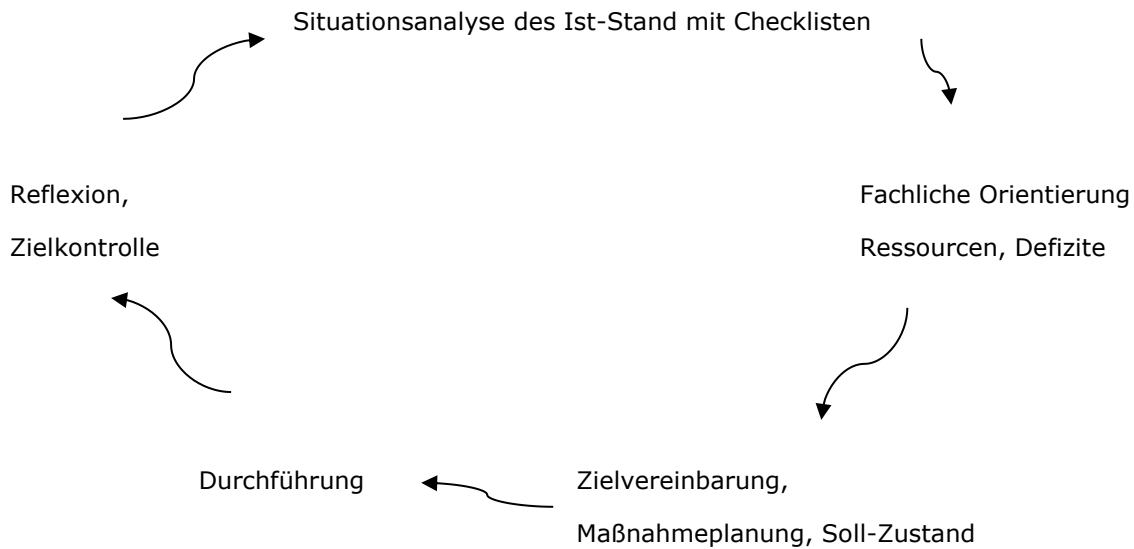 Situationsanalyse des Ist-Stand mit Checklisten
Reflexion,
Zielkontrolle
Fachliche Orientierung
Ressourcen, Defizite
Durchführung
Zielvereinbarung,
Maßnahmeplanung, Soll-Zustand